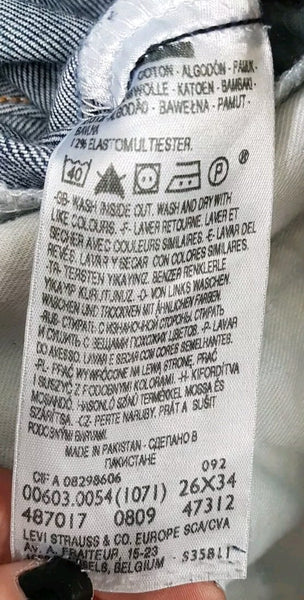 COTON - ALGODÓN - PAMUK -
WOLLE - KATOEN - BAMBAKI -
ALGODÃO - BAWEŁNA - PAMUT -
BAVLNA
ELASTOMULTIESTER.
40 P
-GB- WASH INSIDE OUT. WASH AND DRY WITH
LIKE COLOURS. -F- LAVER RETOURNE. LAVER ET
SECHER AVEC COULEURS SIMILAIRES. -E- LAVAR DEL
REVÉS. LAVAR Y SECAR CON COLORES SIMILARES.
-TR- TERSTEN YIKAYINIZ. BENZER RENKLERLE
YIKAYIP KURUTUNUZ. -D- VON LINKS WASCHEN.
WASCHEN UND TROCKNEN MIT ÄHNLICHEN FARBEN.
-RUS- СТИРАТЬ С ИЗНАНОЧНОЙ СТОРОНЫ. СТИРАТЬ
И СУШИТЬ С ВЕЩАМИ ПОХОЖИХ ЦВЕТОВ. -P- LAVAR
DO AVESSO. LAVAR E SECAR COM CORES SEMELHANTES.
-PL- PRAĆ WYWRÓCONE NA LEWĄ STRONĘ, PRAĆ
I SUSZYĆ Z PODOBNYMI KOLORAMI. -H- KIFORDÍTVA
MOSANDÓ. HASONLÓ SZÍNŰ TERMÉKEKKEL MOSSA ÉS
SZÁRÍTSA. -CZ- PERTE NARUBY. PRÁT A SUŠIT
S PODOBNÝMI BARVAMI.
MADE IN PAKISTAN - СДЕЛАНО В
ПАКИСТАНЕ
CIF A 08298606 092
00603.0054(1071) 26X34
487017 0809 47312
LEVI STRAUSS & CO. EUROPE SCA/CVA
AV. A. FRAITEUR, 15-23
BELGIUM - S358LI